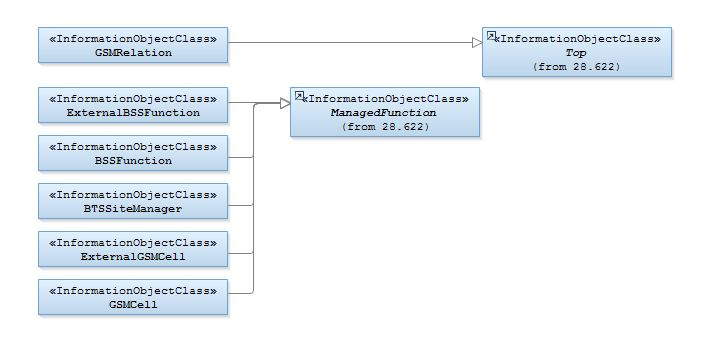 «InformationObjectClass»
GSMRelation
«InformationObjectClass»
Top
(from 28.622)
«InformationObjectClass»
ExternalBSSFunction
«InformationObjectClass»
ManagedFunction
(from 28.622)
«InformationObjectClass»
BSSFunction
«InformationObjectClass»
BTSSiteManager
«InformationObjectClass»
ExternalGSMCell
«InformationObjectClass»
GSMCell